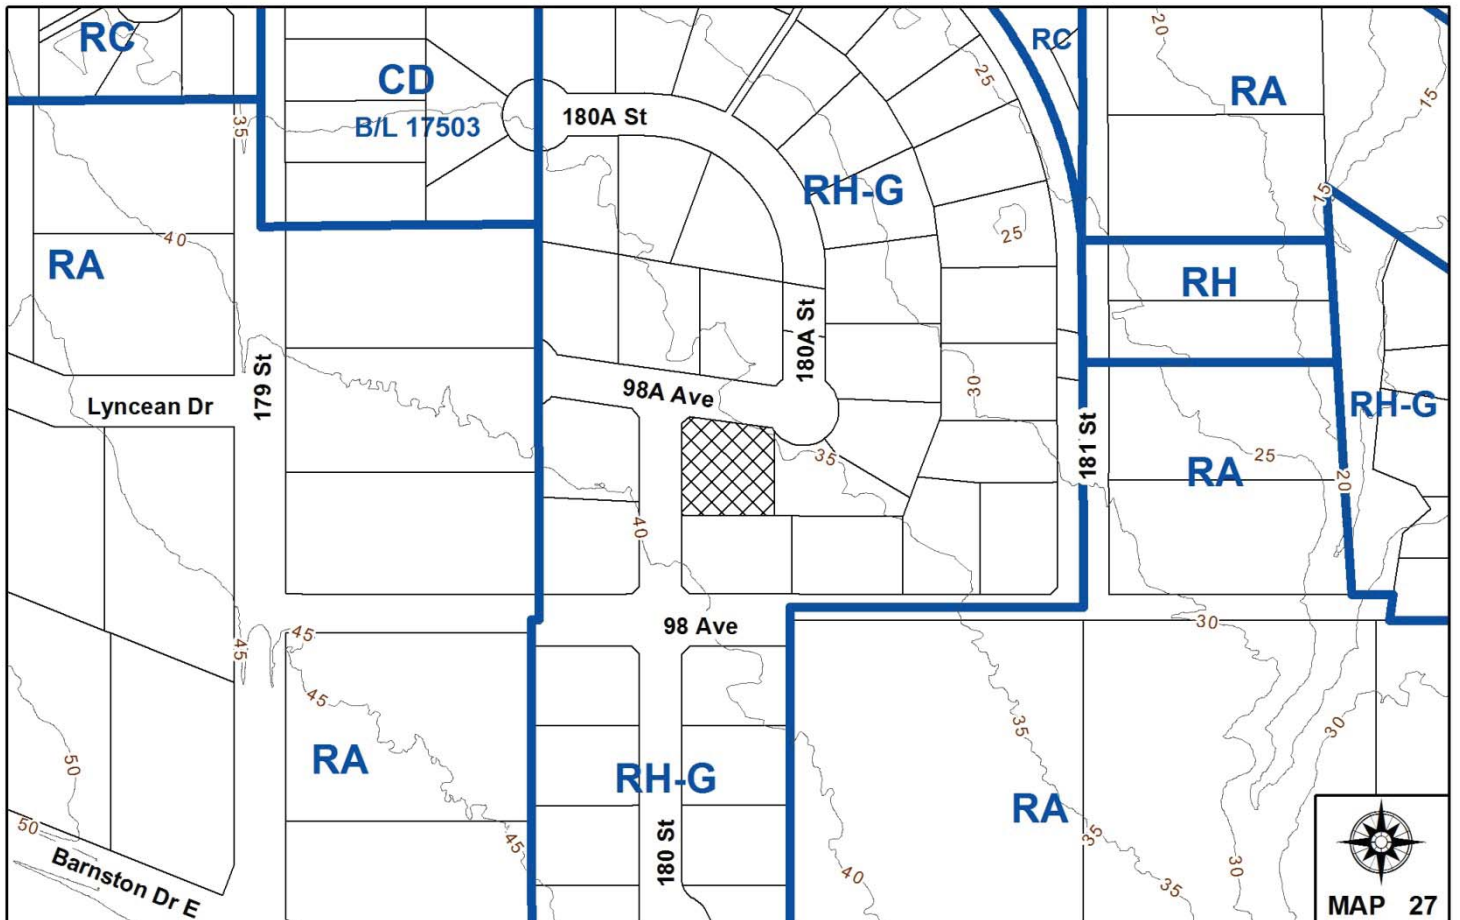 RC
CD
B/L 17503
180A St
RC
20
RA
25
15
35
RH-G
15
40
RA
25
RH
180A St
179 St
98A Ave
30
Lyncean Dr
RH-G
181 St
35
25
RA
20
40
98 Ave
30
45
45
45
35
30
50
RA
RH-G
RA
50
45
180 St
35
40
35
30
Barnston Dr E
MAP 27